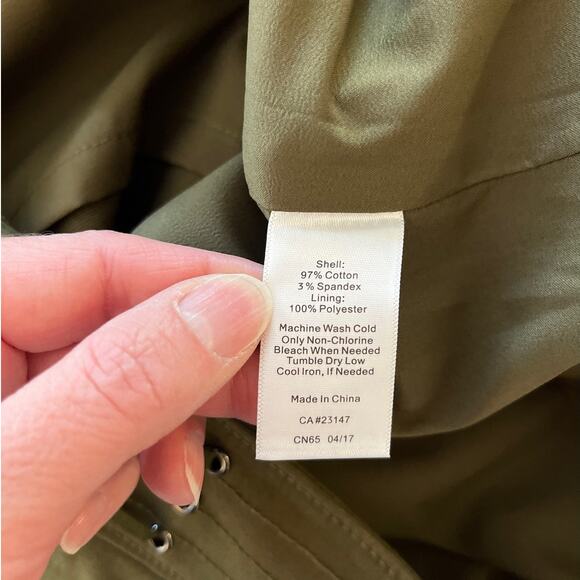 Shell:
97% Cotton
3% Spandex
Lining:
100% Polyester
Machine Wash Cold
Only Non-Chlorine
Bleach When Needed
Tumble Dry Low
Cool Iron, If Needed
Made In China
CA#23147
CN65 04/17